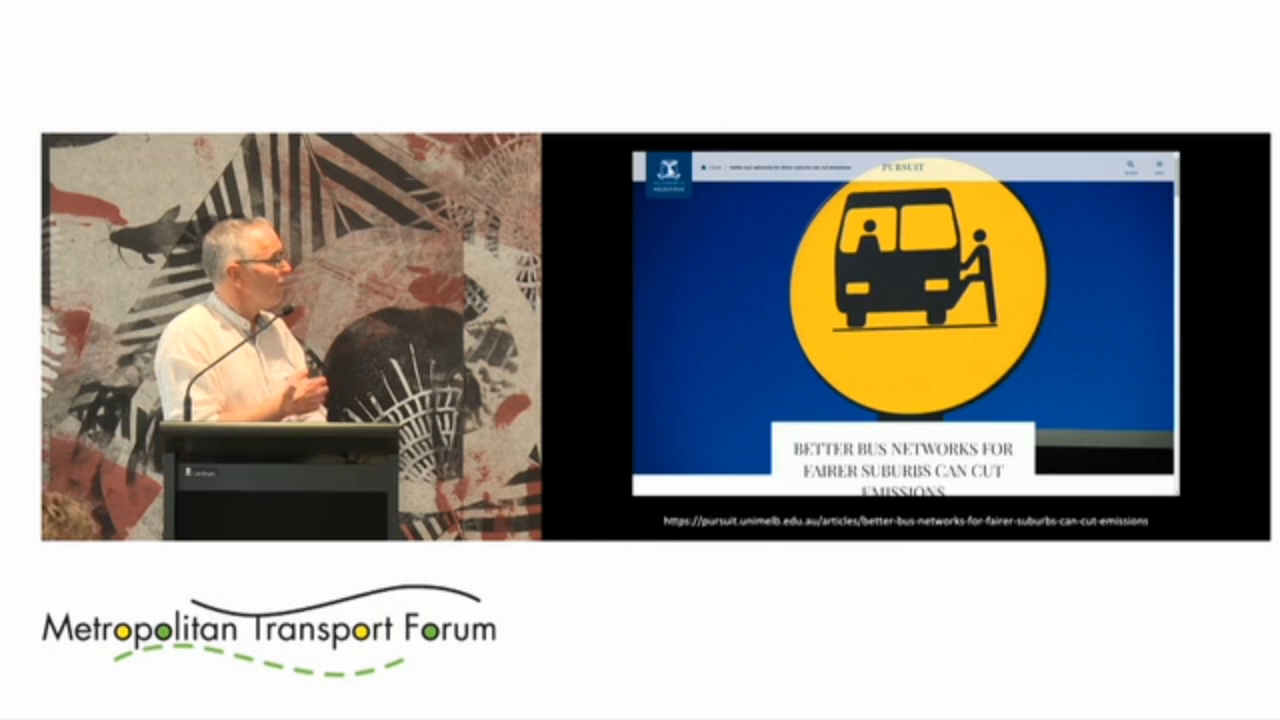 PURSUIT
MELBOURNE
BETTER BUS NETWORKS FOR
FAIRER SUBURBS CAN CUT
EMISSIONS
https://pursuit.unimelb.edu.au/articles/better-bus-networks-for-fairer-suburbs-can-cut-emissions
Metropolitan Transport Forum